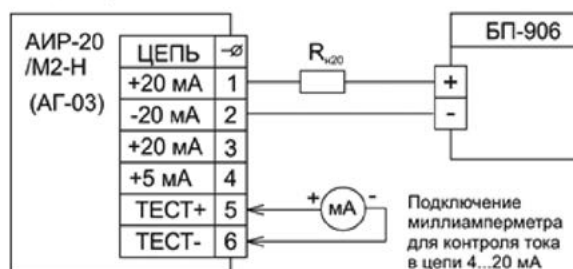 АИР-20
/М2-Н
(АГ-03)
ЦЕПЬ
+20 мА 1
-20 мА 2
+20 мА 3
+5 мА 4
ТЕСТ+ 5
ТЕСТ- 6
Rн20
БП-906
+
-
+ мА -
Подключение
миллиамперметра
для контроля тока
в цепи 4...20 мА